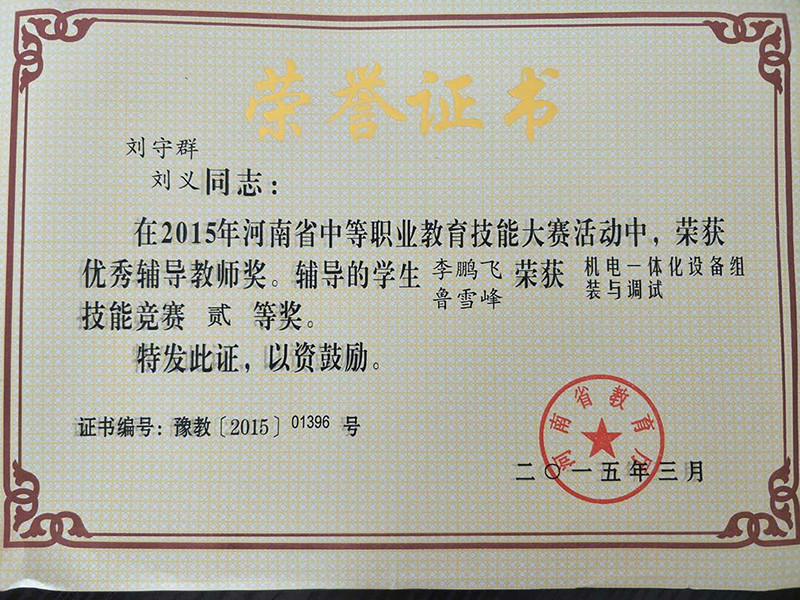 荣誉证书
刘守群
刘义同志：
在2015年河南省中等职业教育技能大赛活动中，荣获
优秀辅导教师奖。辅导的学生 李鹏飞 鲁雪峰 荣获 机电一体化设备组装与调试
技能竞赛 贰 等奖。
特发此证，以资鼓励。
证书编号：豫教〔2015〕01396 号
河南省教育厅
二〇一五年三月